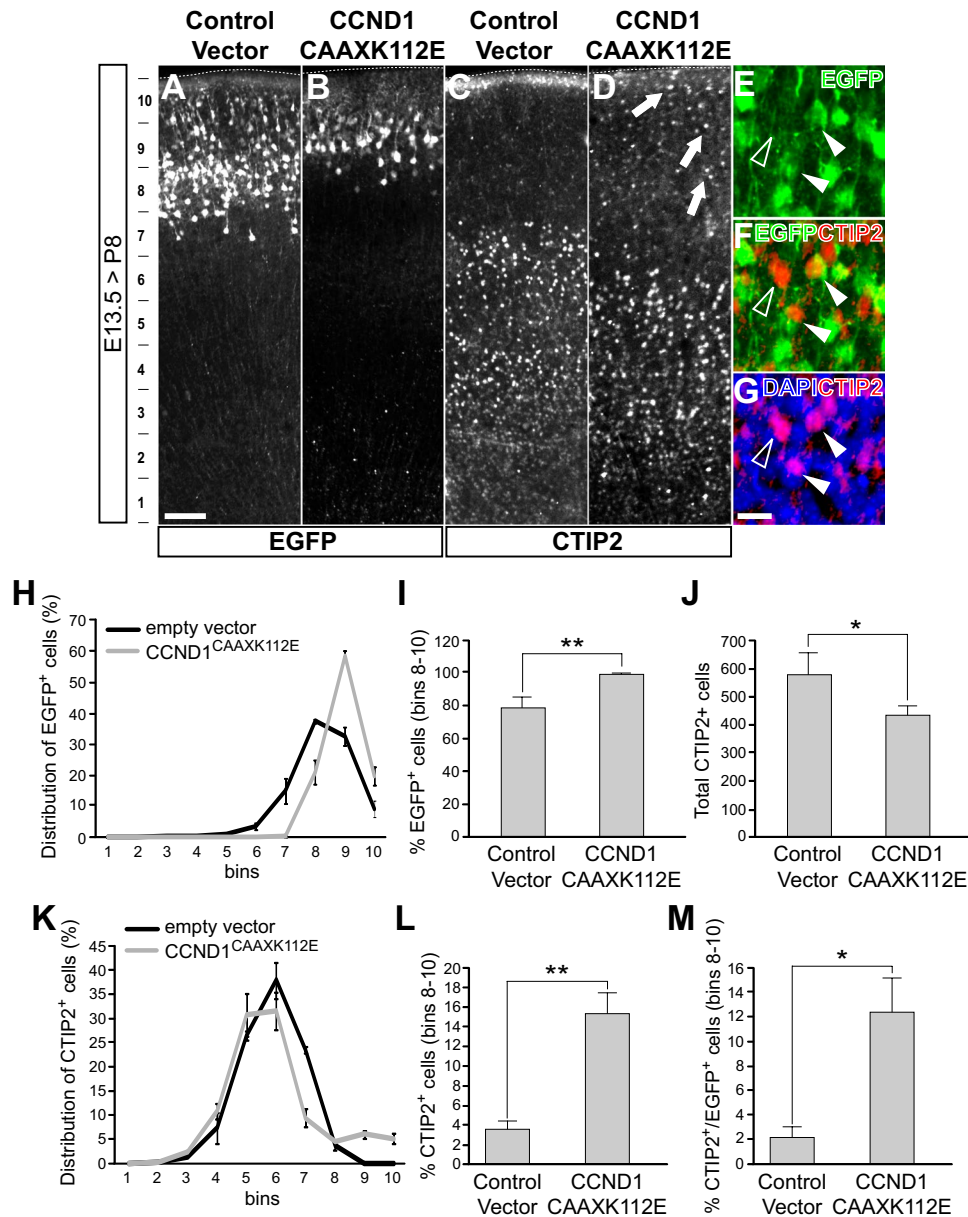 Control Vector
CCND1 CAAXK112E
Control Vector
CCND1 CAAXK112E
E13.5 > P8
10
9
8
7
6
5
4
3
2
1
A
B
C
D
E
EGFP
F
EGFPCTIP2
G
DAPICTIP2
EGFP
CTIP2
H
empty vector
CCND1CAAXK112E
Distribution of EGFP+ cells (%)
70
60
50
40
30
20
10
0
1 2 3 4 5 6 7 8 9 10
bins
I
**
% EGFP+ cells (bins 8-10)
120
100
80
60
40
20
0
Control Vector
CCND1 CAAXK112E
J
*
Total CTIP2+ cells
700
600
500
400
300
200
100
0
Control Vector
CCND1 CAAXK112E
K
empty vector
CCND1CAAXK112E
Distribution of CTIP2+ cells (%)
45
40
35
30
25
20
15
10
5
0
1 2 3 4 5 6 7 8 9 10
bins
L
**
% CTIP2+ cells (bins 8-10)
20
18
16
14
12
10
8
6
4
2
0
Control Vector
CCND1 CAAXK112E
M
*
% CTIP2+/EGFP+ cells (bins 8-10)
16
14
12
10
8
6
4
2
0
Control Vector
CCND1 CAAXK112E